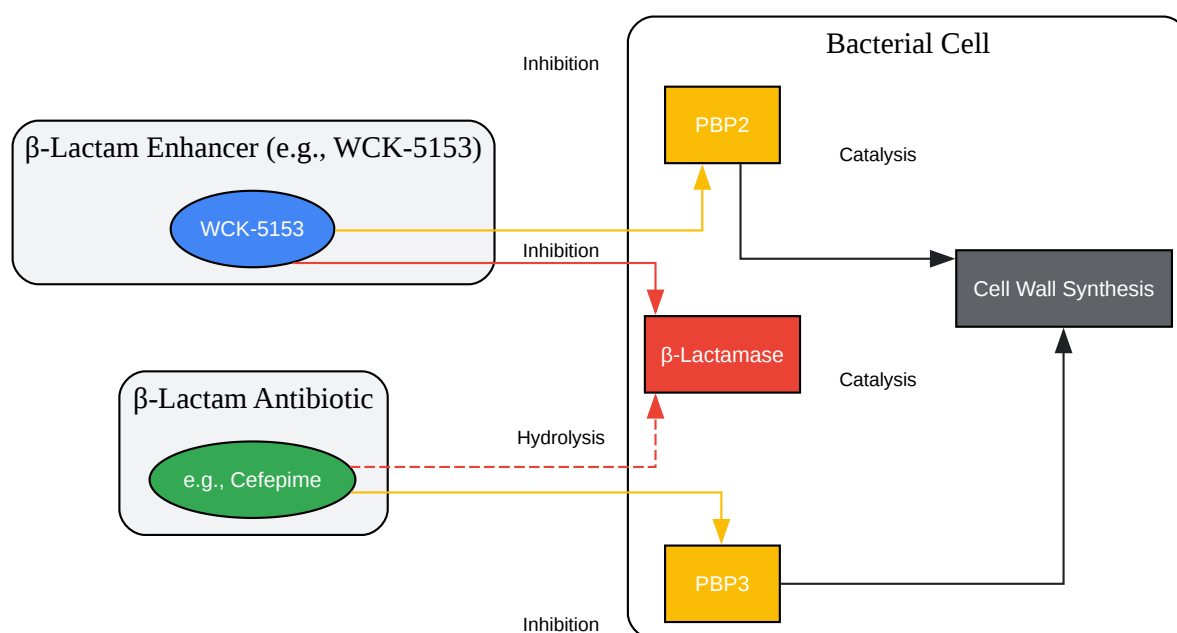 Inhibition
Bacterial Cell
PBP2
β-Lactam Enhancer (e.g., WCK-5153)
Catalysis
WCK-5153
Inhibition
Cell Wall Synthesis
β-Lactamase
Catalysis
β-Lactam Antibiotic
Hydrolysis
e.g., Cefepime
PBP3
Inhibition